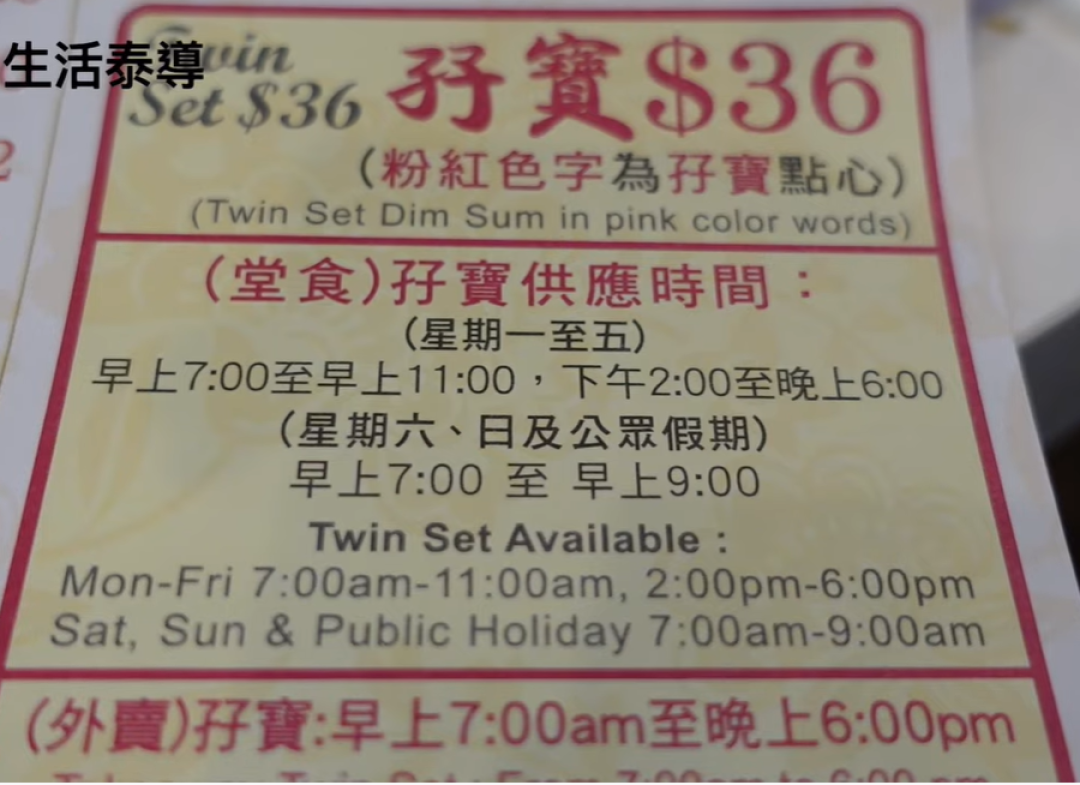 生活泰導
Twin
Set $36
孖寶$36
(粉紅色字為孖寶點心)
(Twin Set Dim Sum in pink color words)
(堂食)孖寶供應時間：
(星期一至五)
早上7:00至早上11:00，下午2:00至晚上6:00
(星期六、日及公眾假期)
早上7:00 至 早上9:00
Twin Set Available :
Mon-Fri 7:00am-11:00am, 2:00pm-6:00pm
Sat, Sun & Public Holiday 7:00am-9:00am
(外賣)孖寶:早上7:00am至晚上6:00pm